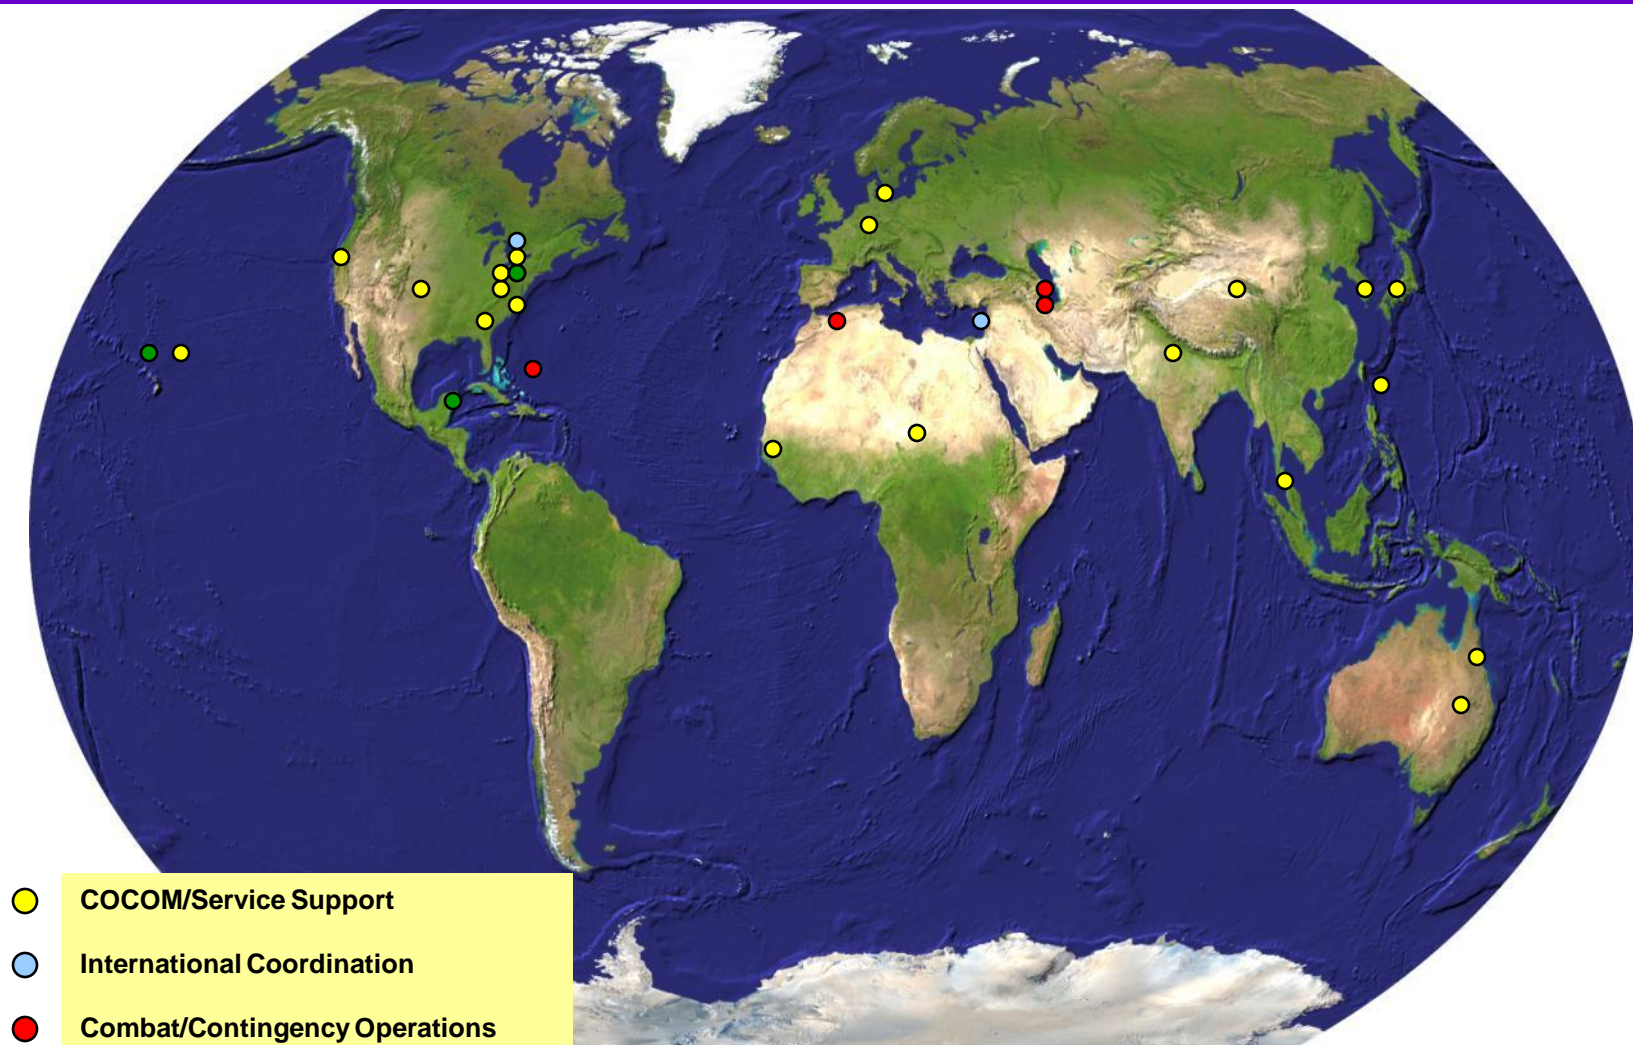 COCOM/Service Support
International Coordination
Combat/Contingency Operations